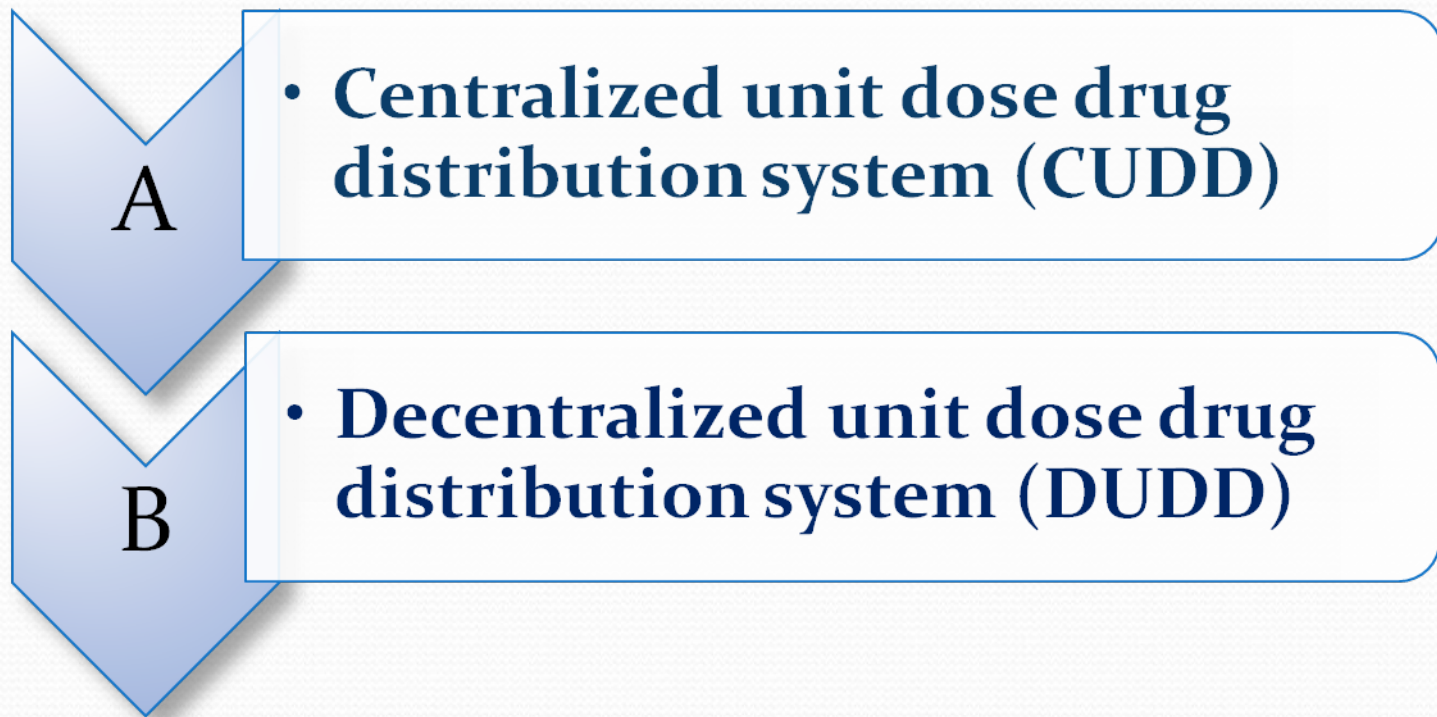 A
• Centralized unit dose drug
distribution system (CUDD)
B
• Decentralized unit dose drug
distribution system (DUDD)